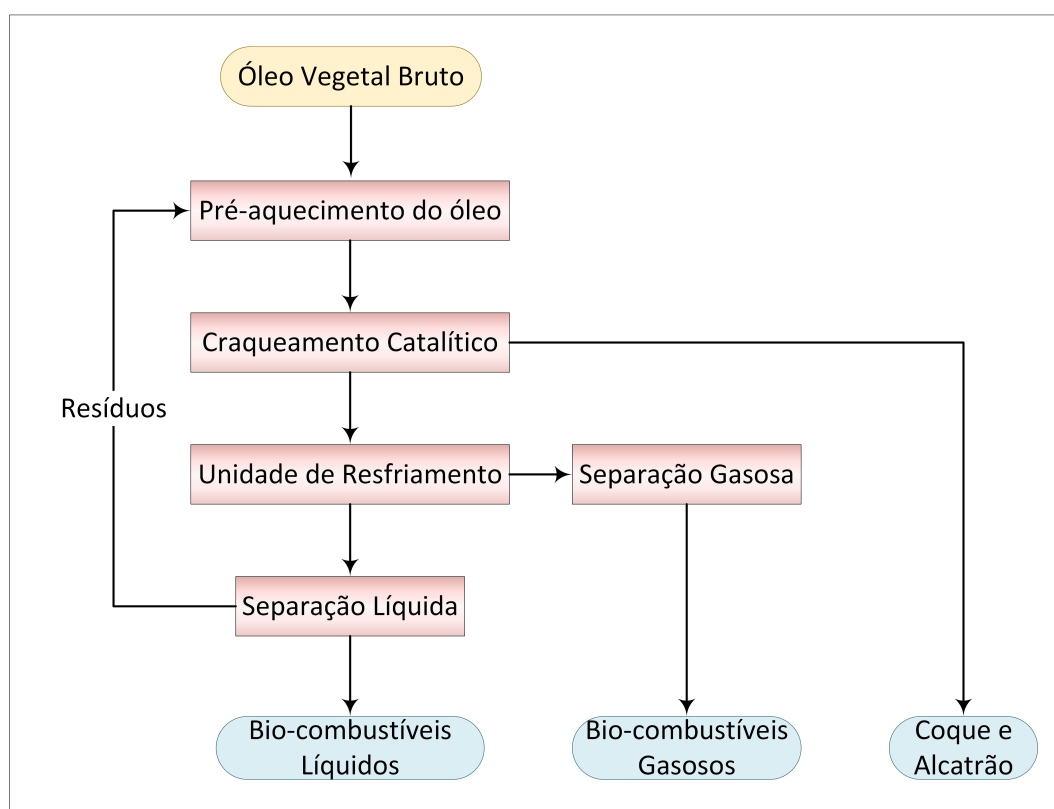 Óleo Vegetal Bruto
Pré-aquecimento do óleo
Craqueamento Catalítico
Resíduos
Unidade de Resfriamento
Separação Gasosa
Separação Líquida
Bio-combustíveis
Líquidos
Bio-combustíveis
Gasosos
Coque e
Alcatrão